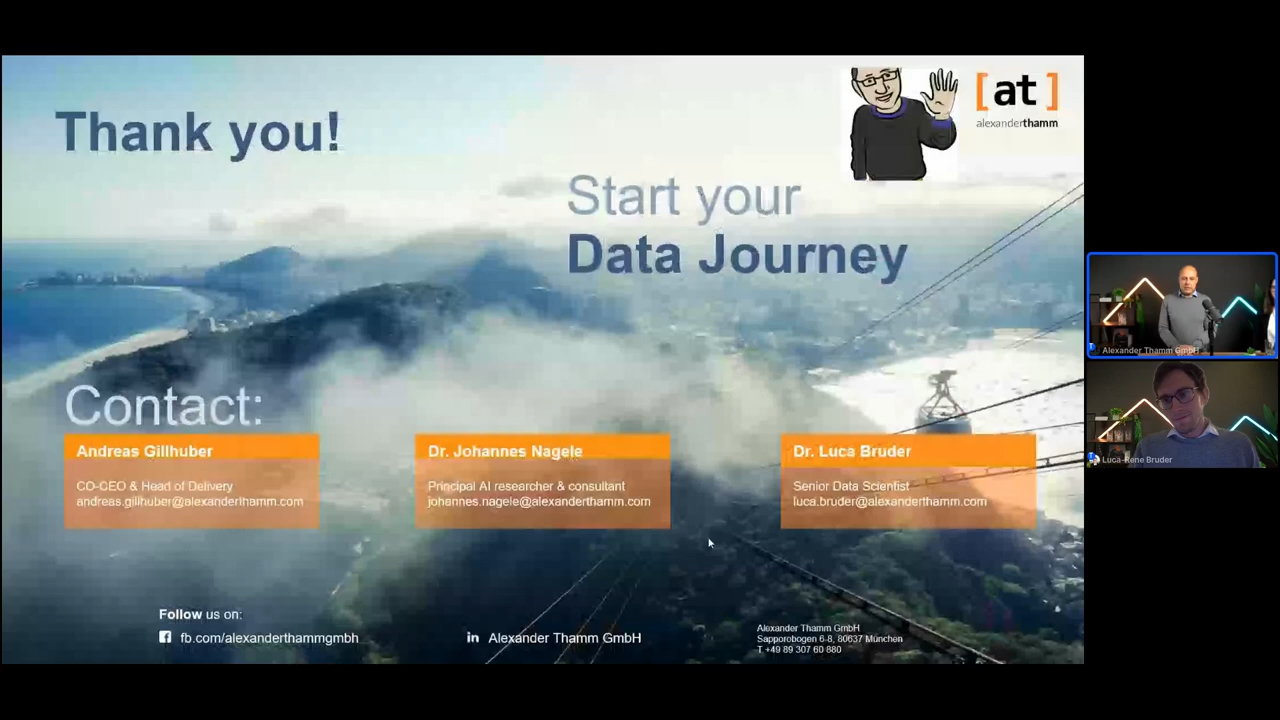 Thank you!
[at]
alexanderthamm
Start your
Data Journey
Contact:
Andreas Gillhuber
CO-CEO & Head of Delivery
andreas.gillhuber@alexanderthamm.com
Dr. Johannes Nagele
Principal AI researcher & consultant
johannes.nagele@alexanderthamm.com
Dr. Luca Bruder
Senior Data Scientist
luca.bruder@alexanderthamm.com
Follow us on:
fb.com/alexanderthammgmbh
in Alexander Thamm GmbH
Alexander Thamm GmbH
Sapporobogen 6-8, 80637 München
T +49 89 307 60 880
Alexander Thamm GmbH
Luca-Rene Bruder